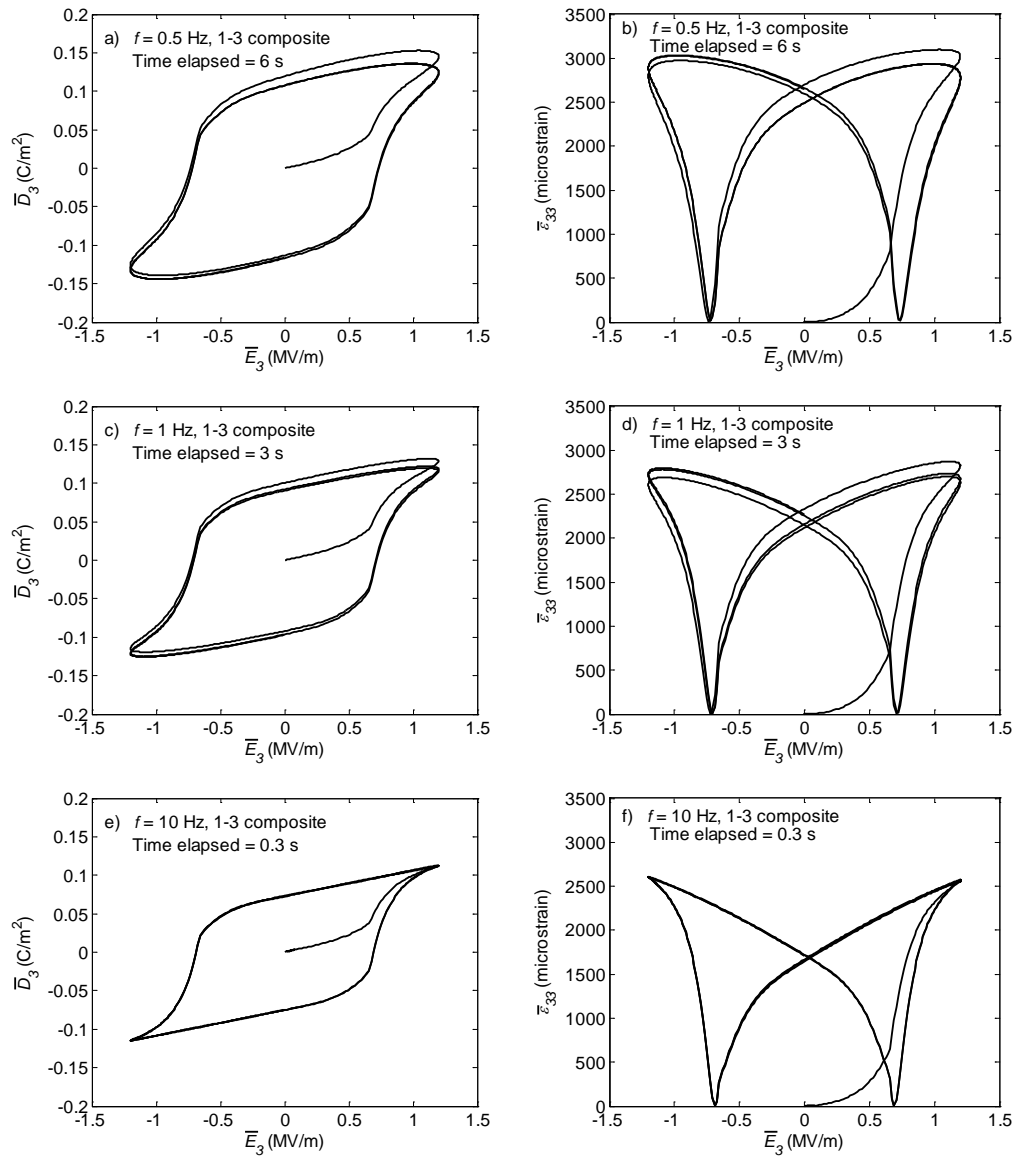 a) f = 0.5 Hz, 1-3 composite
Time elapsed = 6 s
0.2
0.15
0.1
0.05
0
-0.05
-0.1
-0.15
-0.2
D̅3 (C/m²)
-1.5 -1 -0.5 0 0.5 1 1.5
E̅3 (MV/m)
b) f = 0.5 Hz, 1-3 composite
Time elapsed = 6 s
3500
3000
2500
2000
1500
1000
500
0
ε̅33 (microstrain)
-1.5 -1 -0.5 0 0.5 1 1.5
E̅3 (MV/m)
c) f = 1 Hz, 1-3 composite
Time elapsed = 3 s
0.2
0.15
0.1
0.05
0
-0.05
-0.1
-0.15
-0.2
D̅3 (C/m²)
-1.5 -1 -0.5 0 0.5 1 1.5
E̅3 (MV/m)
d) f = 1 Hz, 1-3 composite
Time elapsed = 3 s
3500
3000
2500
2000
1500
1000
500
0
ε̅33 (microstrain)
-1.5 -1 -0.5 0 0.5 1 1.5
E̅3 (MV/m)
e) f = 10 Hz, 1-3 composite
Time elapsed = 0.3 s
0.2
0.15
0.1
0.05
0
-0.05
-0.1
-0.15
-0.2
D̅3 (C/m²)
-1.5 -1 -0.5 0 0.5 1 1.5
E̅3 (MV/m)
f) f = 10 Hz, 1-3 composite
Time elapsed = 0.3 s
3500
3000
2500
2000
1500
1000
500
0
ε̅33 (microstrain)
-1.5 -1 -0.5 0 0.5 1 1.5
E̅3 (MV/m)